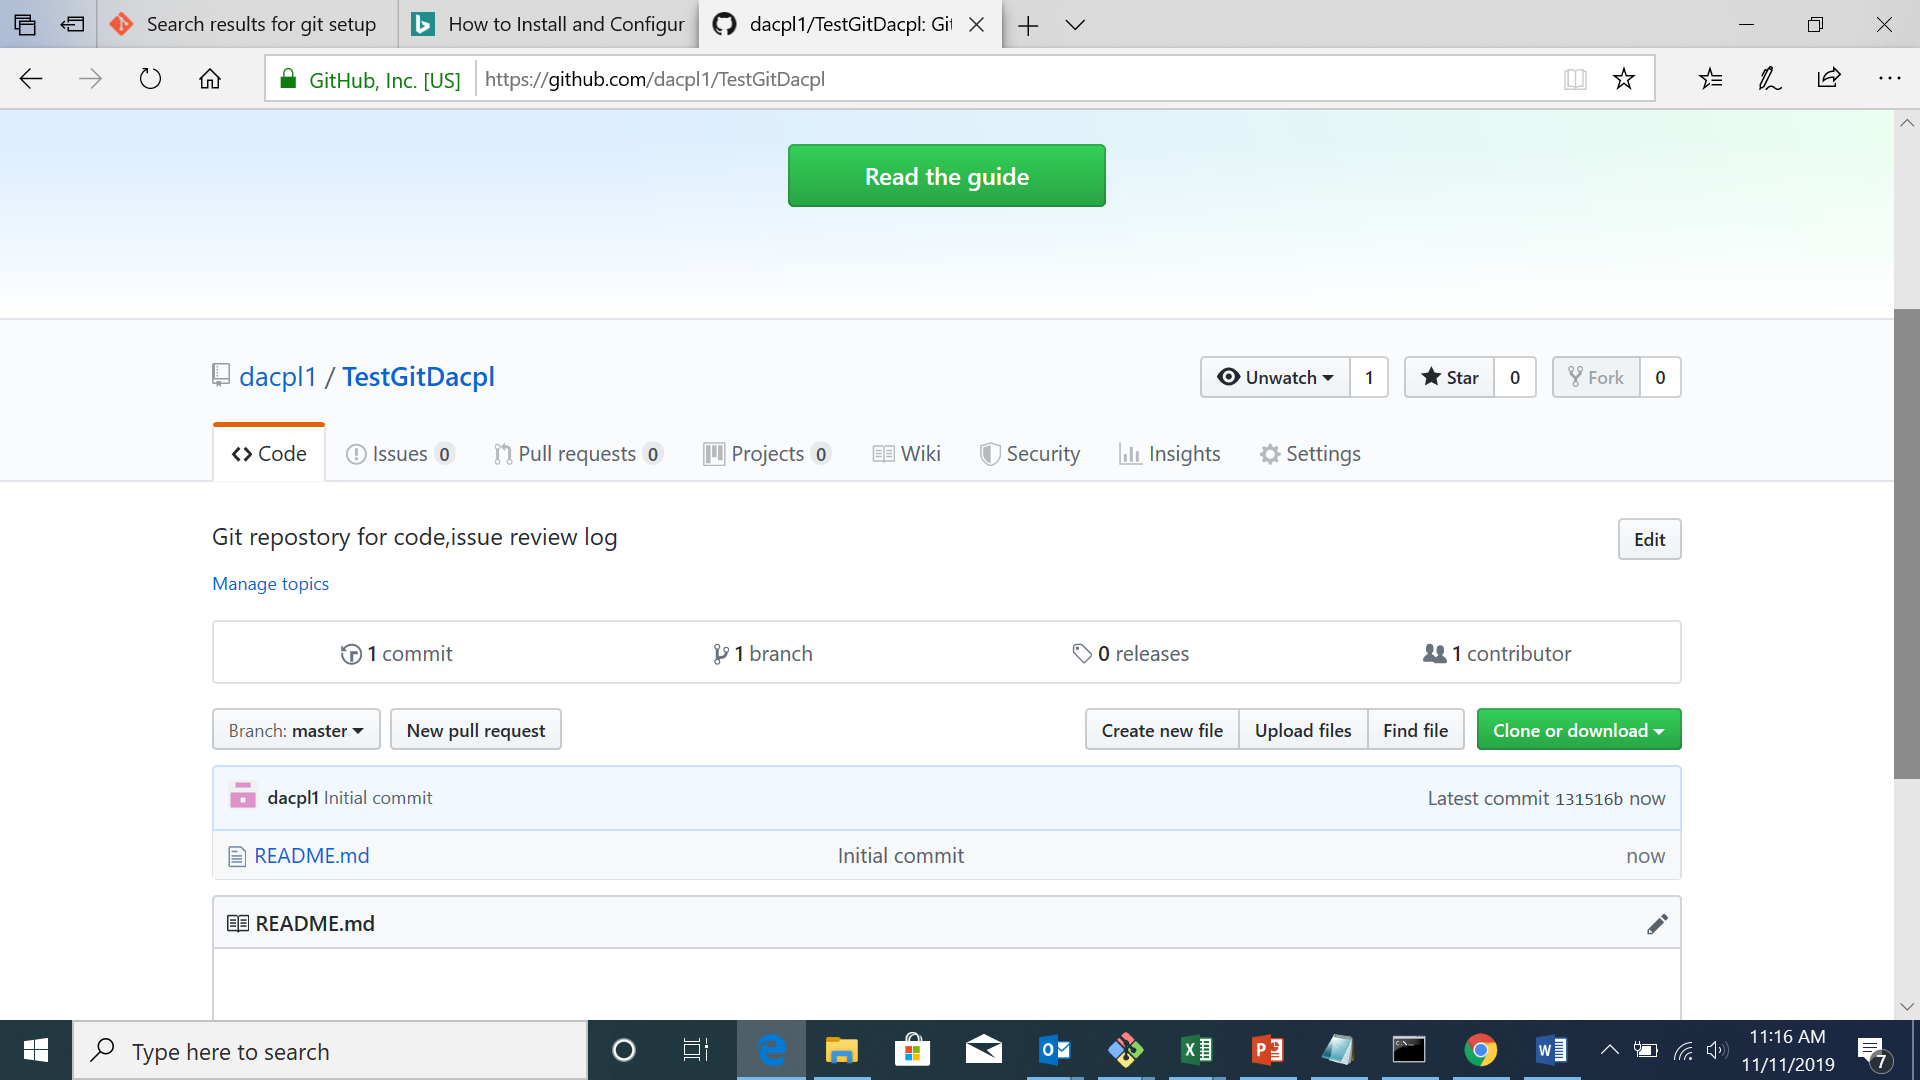 Search results for git setup
How to Install and Configur
dacpl1/TestGitDacpl: Git
GitHub, Inc. [US]
https://github.com/dacpl1/TestGitDacpl
Read the guide
dacpl1 / TestGitDacpl
Unwatch 1
Star 0
Fork 0
Code
Issues 0
Pull requests 0
Projects 0
Wiki
Security
Insights
Settings
Git repostory for code,issue review log
Edit
Manage topics
1 commit
1 branch
0 releases
1 contributor
Branch: master
New pull request
Create new file
Upload files
Find file
Clone or download
dacpl1 Initial commit
Latest commit 131516b now
README.md
Initial commit
now
README.md
Type here to search
11:16 AM
11/11/2019
7